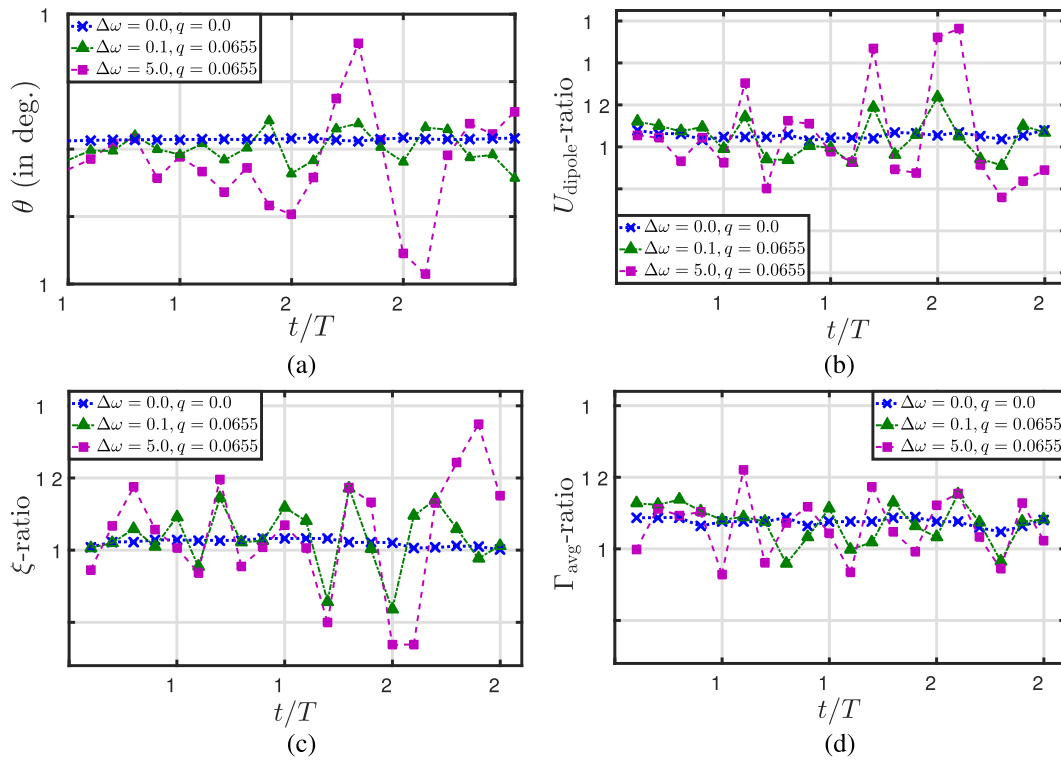 1
Δω = 0.0, q = 0.0
Δω = 0.1, q = 0.0655
Δω = 5.0, q = 0.0655
θ (in deg.)
1
1 1 2 2
t/T
(a)
1
1
1 2
1
U_dipole-ratio
Δω = 0.0, q = 0.0
Δω = 0.1, q = 0.0655
Δω = 5.0, q = 0.0655
1 1 2 2
t/T
(b)
1
1 2
1
Δω = 0.0, q = 0.0
Δω = 0.1, q = 0.0655
Δω = 5.0, q = 0.0655
ξ-ratio
1 1 2 2
t/T
(c)
1
1 2
1
Δω = 0.0, q = 0.0
Δω = 0.1, q = 0.0655
Δω = 5.0, q = 0.0655
Γ_avg-ratio
1 1 2 2
t/T
(d)